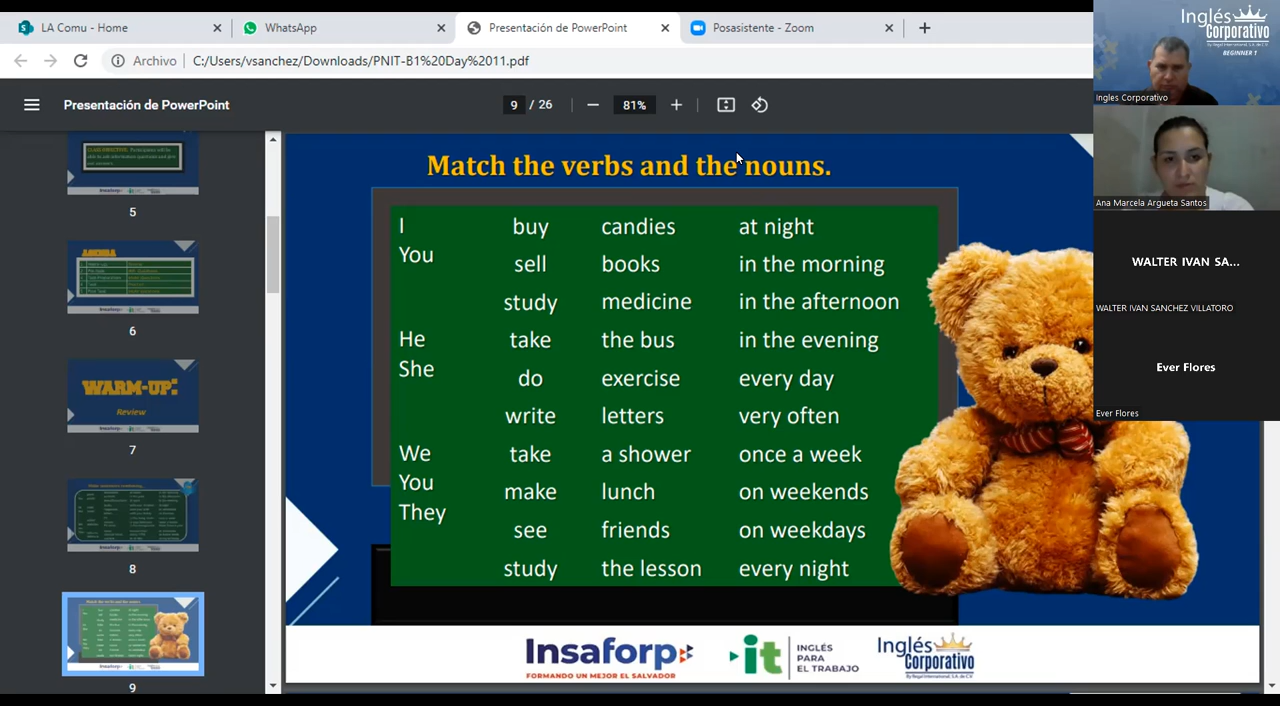 LA Comu - Home
WhatsApp
Presentación de PowerPoint
Posasistente - Zoom
Archivo
C:/Users/vsanchez/Downloads/PNIT-B1%20Day%2011.pdf
Presentación de PowerPoint
9 / 26
81%
5
6
WARM-UP:
Review
7
8
9
Match the verbs and the nouns.
I buy candies at night
You
sell books in the morning
study medicine in the afternoon
He take the bus in the evening
She
do exercise every day
write letters very often
We take a shower once a week
You make lunch on weekends
They
see friends on weekdays
study the lesson every night
Insaforp
FORMANDO UN MEJOR EL SALVADOR
it
INGLÉS
PARA
EL TRABAJO
Inglés
Corporativo
Inglés
Corporativo
BEGINNER 1
Ingles Corporativo
Ana Marcela Argueta Santos
WALTER IVAN SA...
WALTER IVAN SANCHEZ VILLATORO
Ever Flores
Ever Flores